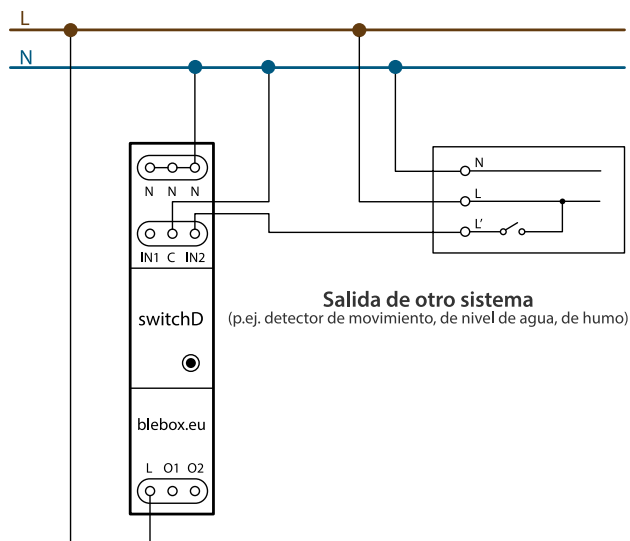 L
N
N N N
IN1 C IN2
switchD
blebox.eu
L O1 O2
N
L
L'
Salida de otro sistema
(p.ej. detector de movimiento, de nivel de agua, de humo)